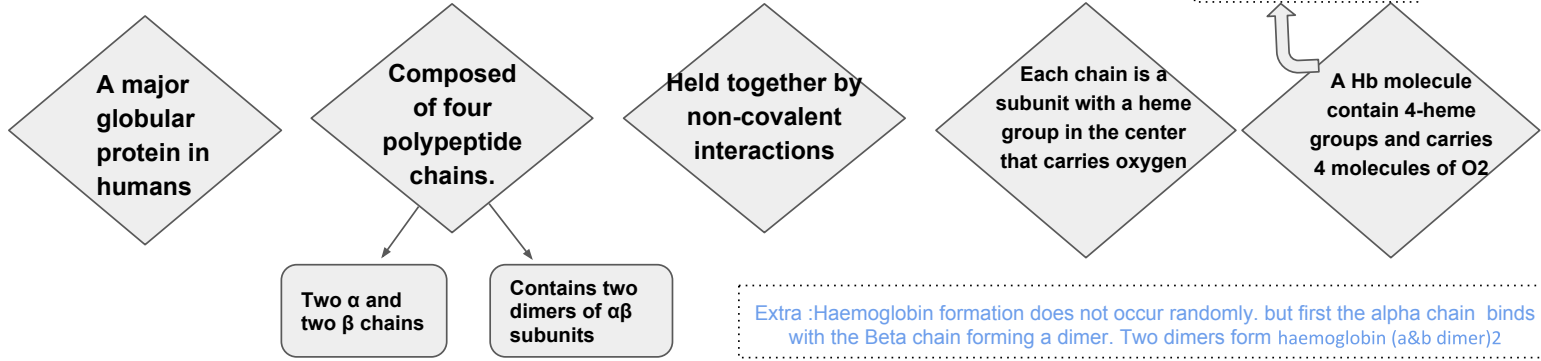 A major
globular
protein in
humans
Composed
of four
polypeptide
chains.
Held together by
non-covalent
interactions
Each chain is a
subunit with a heme
group in the center
that carries oxygen
A Hb molecule
contain 4-heme
groups and carries
4 molecules of O2
Two α and
two β chains
Contains two
dimers of αβ
subunits
Extra :Haemoglobin formation does not occur randomly. but first the alpha chain binds
with the Beta chain forming a dimer. Two dimers form haemoglobin (a&b dimer)2